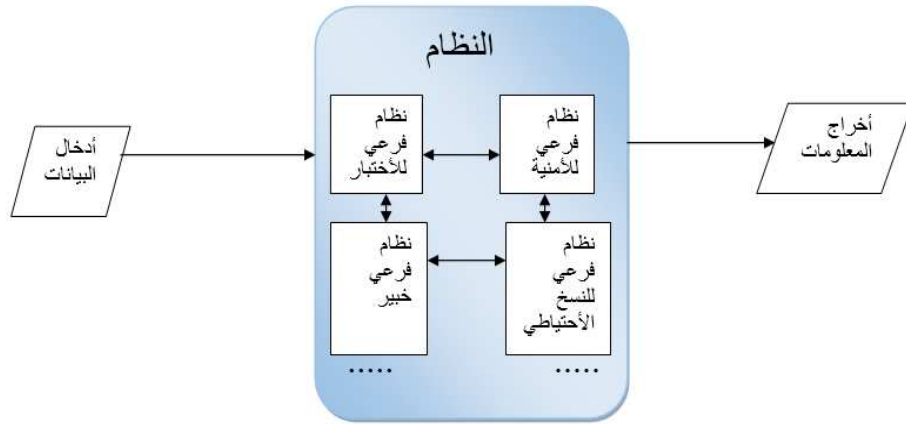 النظام
أدخال
البيانات
نظام
فرعي
للأختبار
نظام
فرعي
للأمنية
أخراج
المعلومات
نظام
فرعي
خبير
نظام
فرعي
للنسخ
الأحتياطي
.....
.....